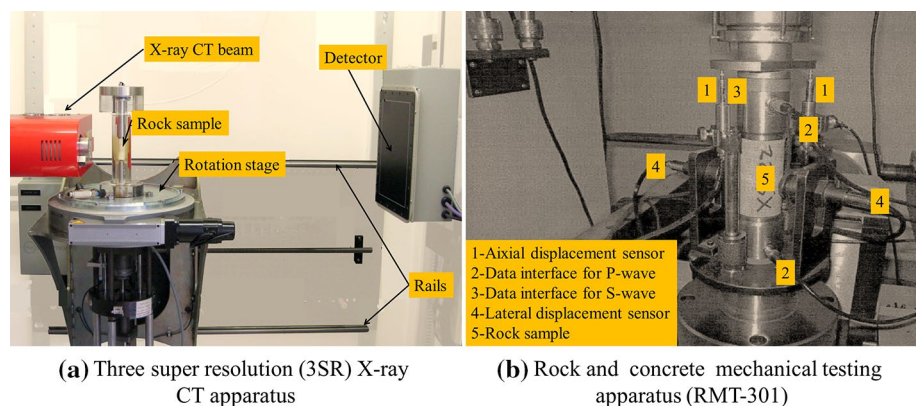 X-ray CT beam
Detector
Rock sample
Rotation stage
Rails
(a) Three super resolution (3SR) X-ray
CT apparatus
1
3
1
2
4
5
4
2
1-Aixial displacement sensor
2-Data interface for P-wave
3-Data interface for S-wave
4-Lateral displacement sensor
5-Rock sample
(b) Rock and concrete mechanical testing
apparatus (RMT-301)